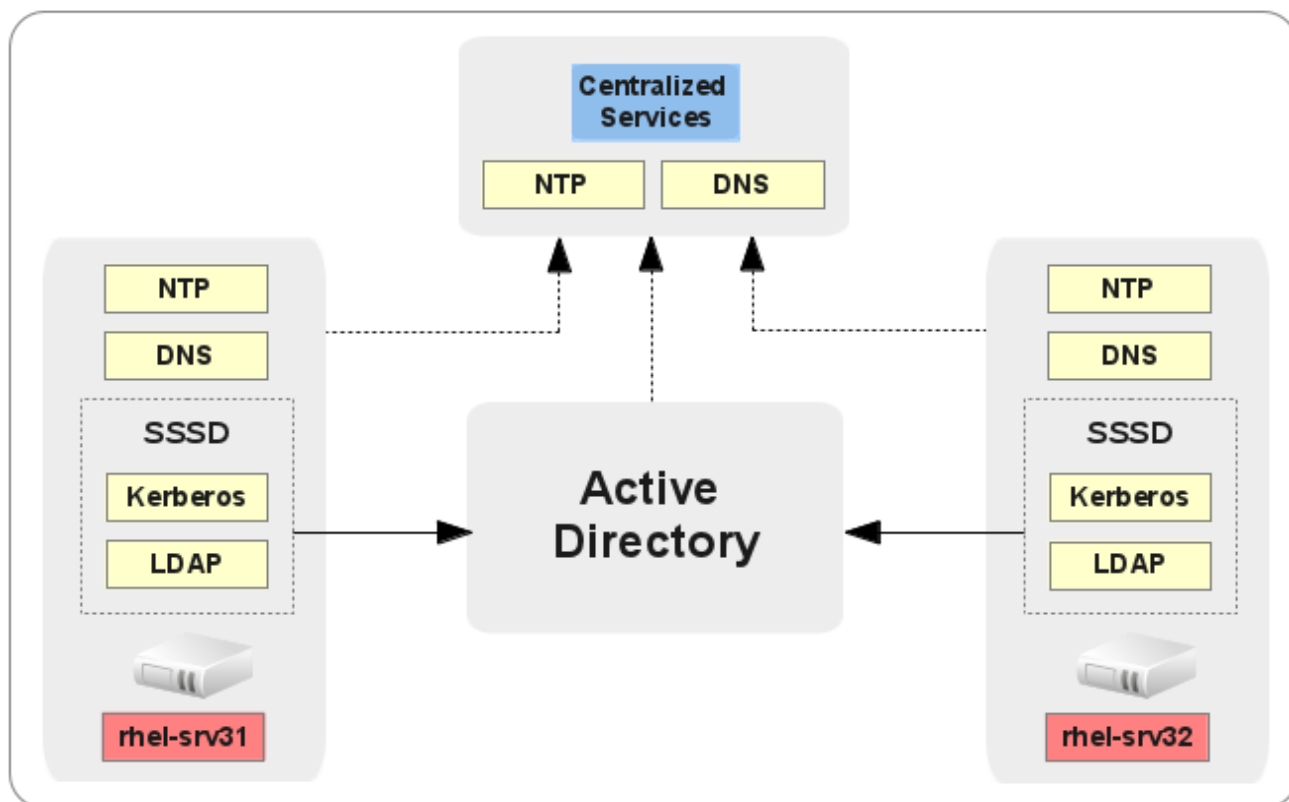 Centralized
Services
NTP
DNS
NTP
DNS
SSSD
Kerberos
LDAP
rhel-srv31
Active
Directory
NTP
DNS
SSSD
Kerberos
LDAP
rhel-srv32